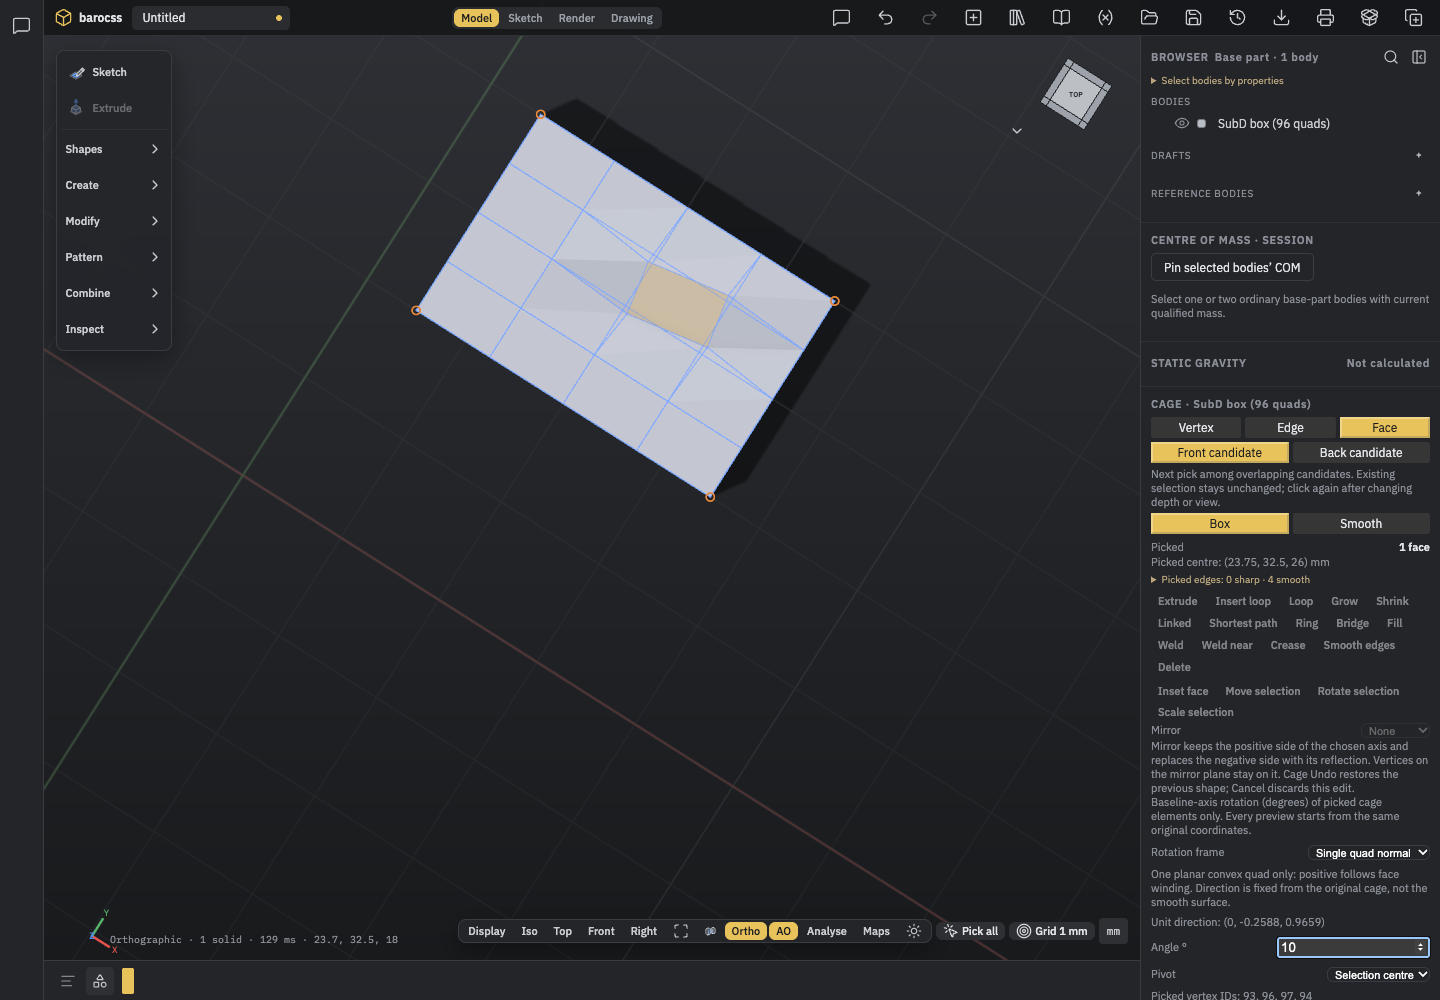 barocss
Untitled
Model
Sketch
Render
Drawing
Sketch
Extrude
Shapes
Create
Modify
Pattern
Combine
Inspect
TOP
BROWSER Base part · 1 body
Select bodies by properties
BODIES
SubD box (96 quads)
DRAFTS
+
REFERENCE BODIES
+
CENTRE OF MASS · SESSION
Pin selected bodies’ COM
Select one or two ordinary base-part bodies with current
qualified mass.
STATIC GRAVITY
Not calculated
CAGE · SubD box (96 quads)
Vertex
Edge
Face
Front candidate
Back candidate
Next pick among overlapping candidates. Existing
selection stays unchanged; click again after changing
depth or view.
Box
Smooth
Picked
1 face
Picked centre: (23.75, 32.5, 26) mm
Picked edges: 0 sharp · 4 smooth
Extrude
Insert loop
Loop
Grow
Shrink
Linked
Shortest path
Ring
Bridge
Fill
Weld
Weld near
Crease
Smooth edges
Delete
Inset face
Move selection
Rotate selection
Scale selection
Mirror
None
Mirror keeps the positive side of the chosen axis and
replaces the negative side with its reflection. Vertices on
the mirror plane stay on it. Cage Undo restores the
previous shape; Cancel discards this edit.
Baseline-axis rotation (degrees) of picked cage
elements only. Every preview starts from the same
original coordinates.
Rotation frame
Single quad normal
One planar convex quad only: positive follows face
winding. Direction is fixed from the original cage, not the
smooth surface.
Unit direction: (0, -0.2588, 0.9659)
Angle °
10
Pivot
Selection centre
Picked vertex IDs: 93, 96, 97, 94
Y
X
Orthographic · 1 solid · 129 ms · 23.7, 32.5, 18
Display
Iso
Top
Front
Right
Ortho
AO
Analyse
Maps
Pick all
Grid 1 mm
mm